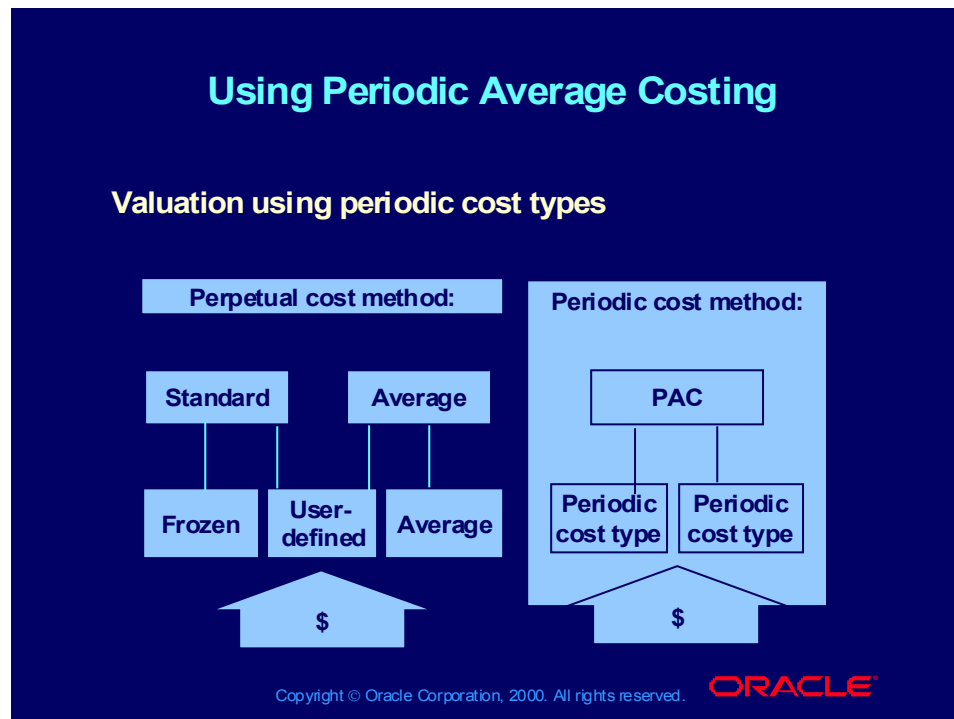 Using Periodic Average Costing
Valuation using periodic cost types
Perpetual cost method:
Standard
Average
Frozen
User-
defined
Average
$
Periodic cost method:
PAC
Periodic
cost type
Periodic
cost type
$
Copyright © Oracle Corporation, 2000. All rights reserved.
ORACLE®